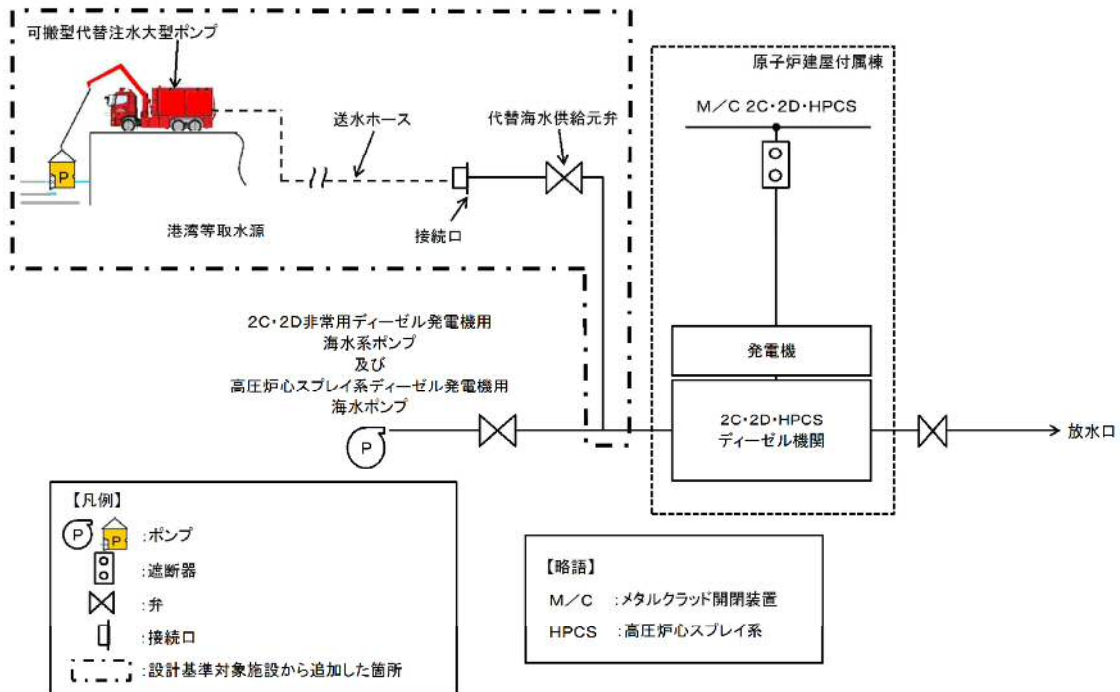 可搬型代替注水大型ポンプ
P
港湾等取水源
送水ホース
接続口
代替海水供給元弁
原子炉建屋付属棟
M/C 2C・2D・HPCS
発電機
2C・2D・HPCS
ディーゼル機関
放水口
2C・2D非常用ディーゼル発電機用
海水系ポンプ
及び
高圧炉心スプレイ系ディーゼル発電機用
海水ポンプ
P
【凡例】
P P :ポンプ
:遮断器
:弁
:接続口
:設計基準対象施設から追加した箇所
【略語】
M/C :メタルクラッド開閉装置
HPCS :高圧炉心スプレイ系